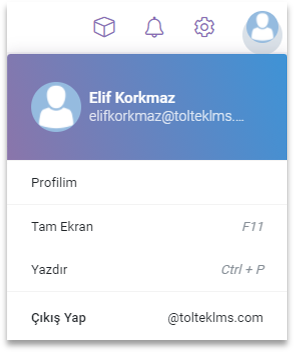 Elif Korkmaz
elifkorkmaz@tolteklms....
Profilim
Tam Ekran F11
Yazdır Ctrl + P
Çıkış Yap @tolteklms.com